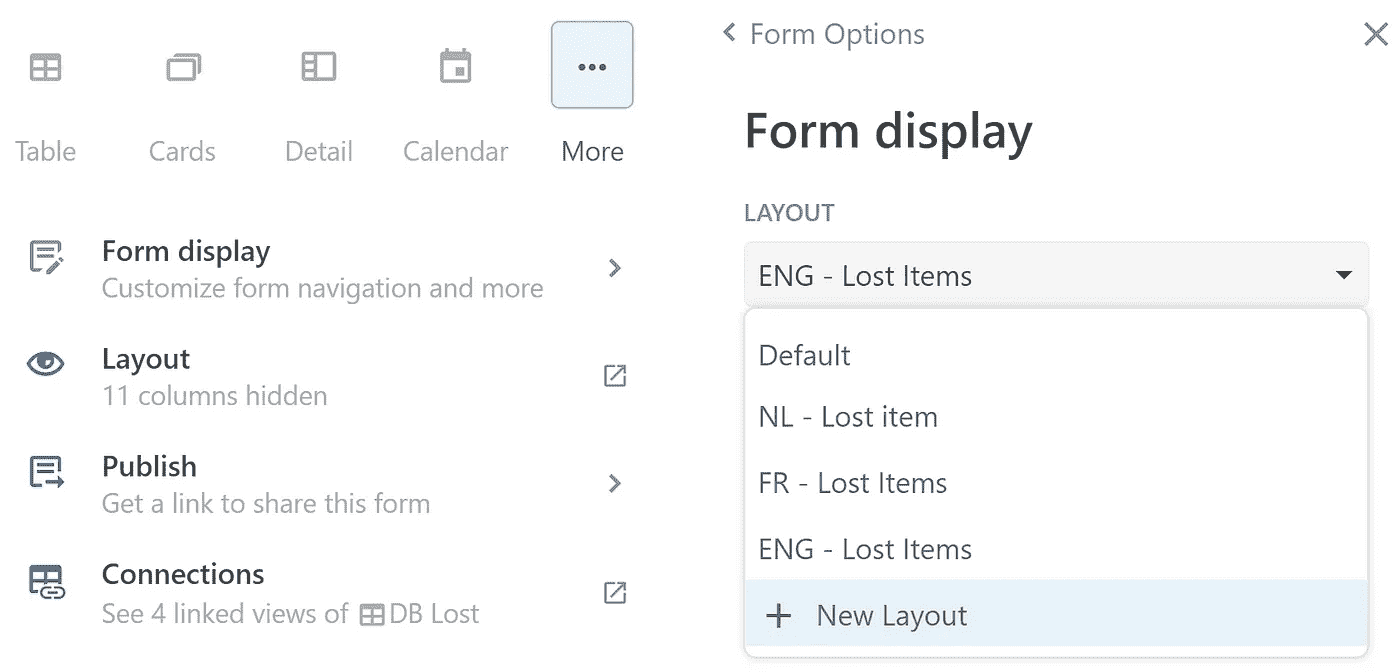 Table
Cards
Detail
Calendar
More
Form display
Customize form navigation and more
Layout
11 columns hidden
Publish
Get a link to share this form
Connections
See 4 linked views of DB Lost
Form Options
Form display
LAYOUT
ENG - Lost Items
Default
NL - Lost item
FR - Lost Items
ENG - Lost Items
New Layout